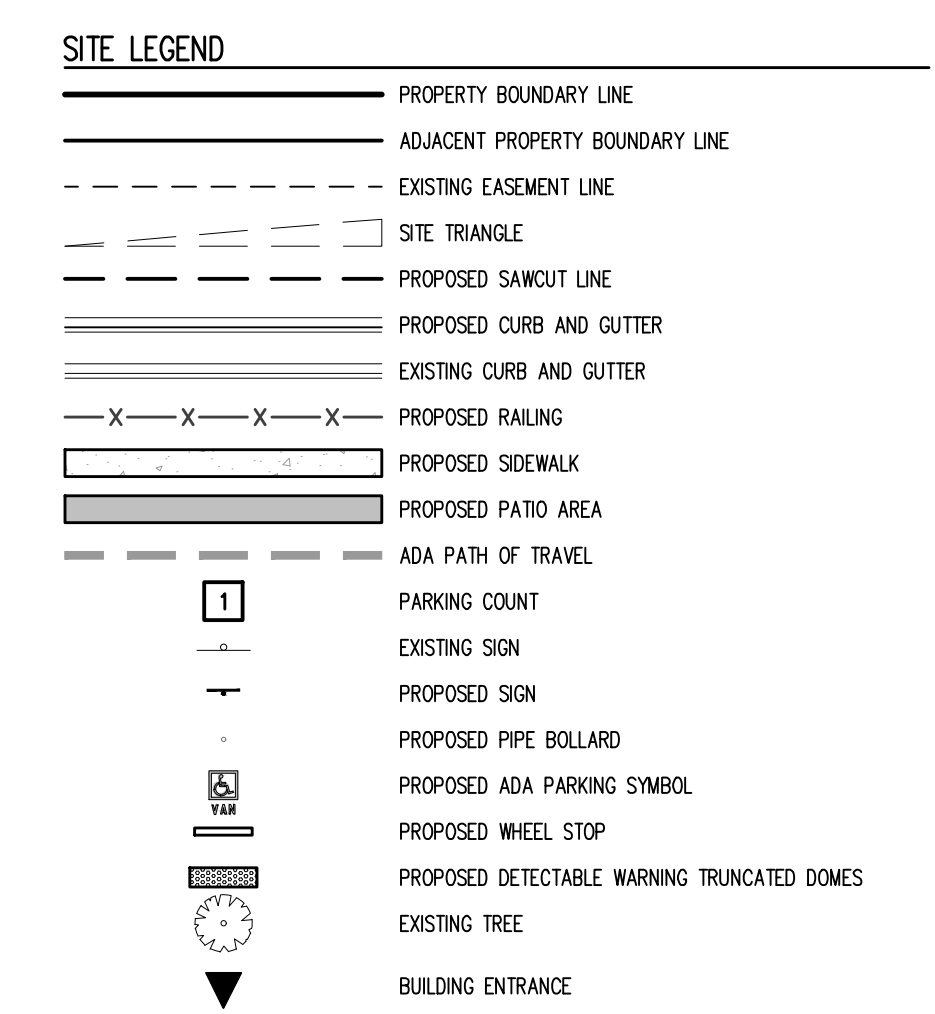 SITE LEGEND
PROPERTY BOUNDARY LINE
ADJACENT PROPERTY BOUNDARY LINE
EXISTING EASEMENT LINE
SITE TRIANGLE
PROPOSED SAWCUT LINE
PROPOSED CURB AND GUTTER
EXISTING CURB AND GUTTER
X X X X PROPOSED RAILING
PROPOSED SIDEWALK
PROPOSED PATIO AREA
ADA PATH OF TRAVEL
1 PARKING COUNT
EXISTING SIGN
PROPOSED SIGN
PROPOSED PIPE BOLLARD
PROPOSED ADA PARKING SYMBOL
VAN
PROPOSED WHEEL STOP
PROPOSED DETECTABLE WARNING TRUNCATED DOMES
EXISTING TREE
BUILDING ENTRANCE